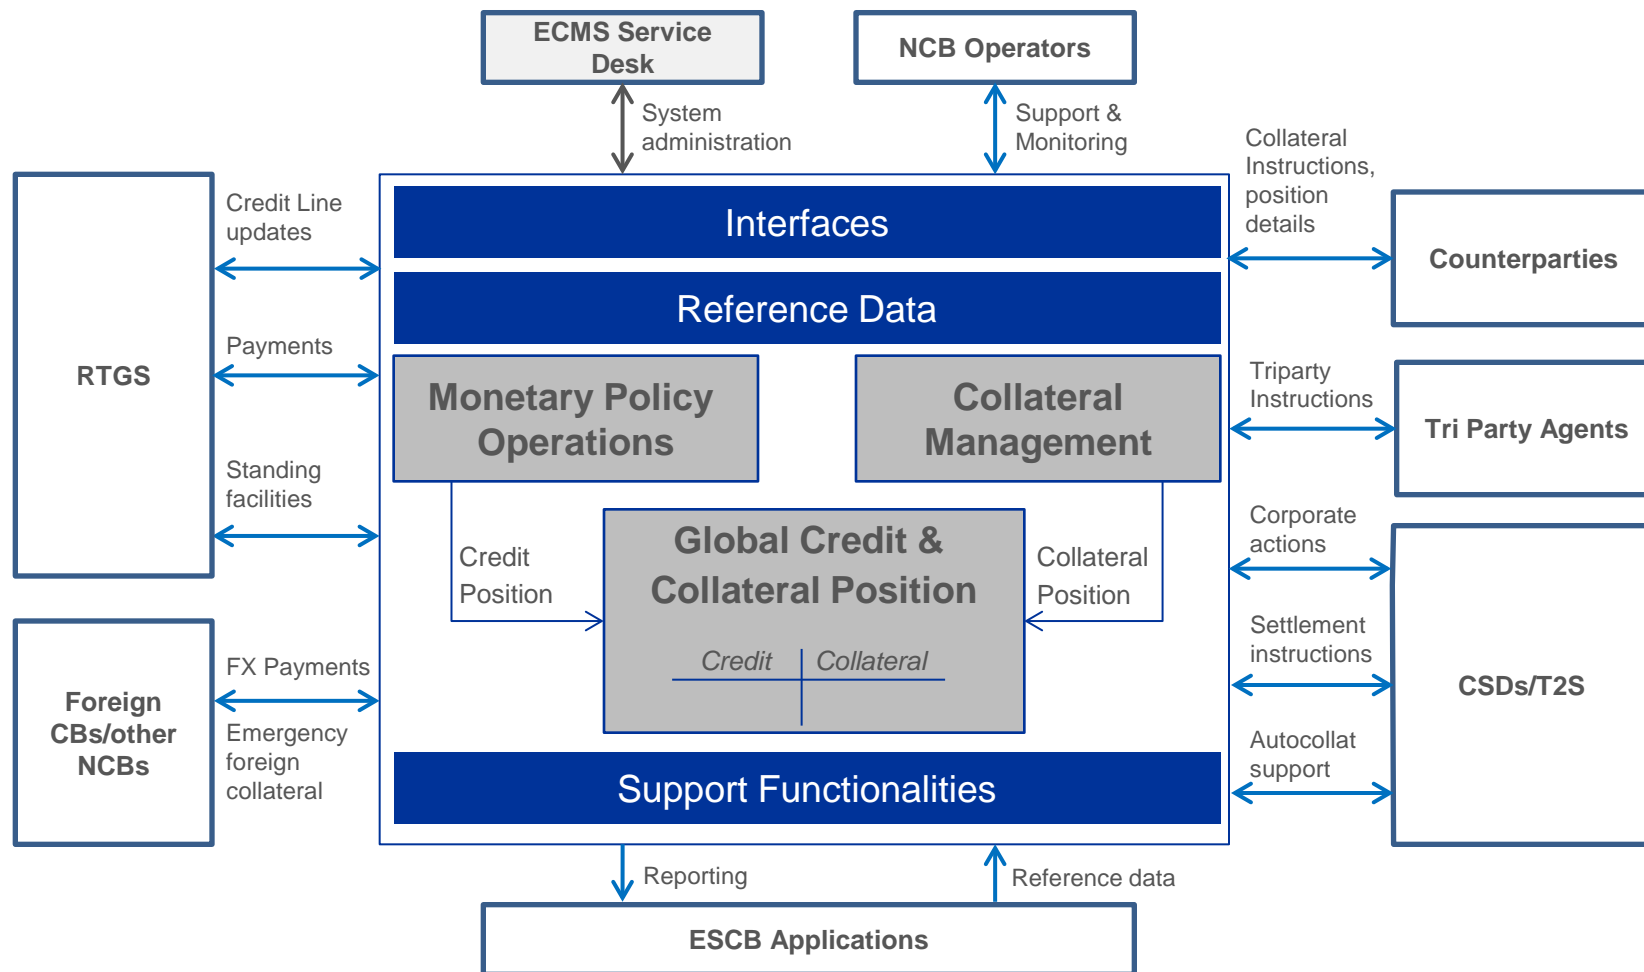 ECMS Service
Desk
NCB Operators
System
administration
Support &
Monitoring
Collateral
Instructions,
position
details
Credit Line
updates
Interfaces
Counterparties
Reference Data
RTGS
Payments
Monetary Policy
Operations
Collateral
Management
Triparty
Instructions
Tri Party Agents
Standing
facilities
Credit
Position
Global Credit &
Collateral Position
Credit
Collateral
Collateral
Position
Corporate
actions
Settlement
instructions
CSDs/T2S
Autocollat
support
Foreign
CBs/other
NCBs
FX Payments
Emergency
foreign
collateral
Support Functionalities
Reporting
Reference data
ESCB Applications